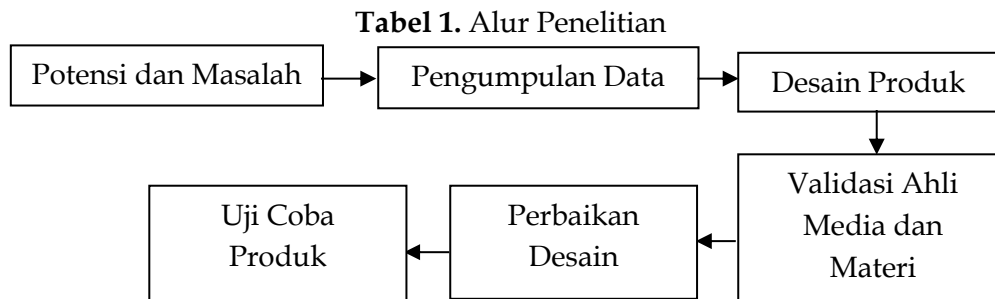 Tabel 1. Alur Penelitian
Potensi dan Masalah
Pengumpulan Data
Desain Produk
Validasi Ahli
Media dan
Materi
Perbaikan
Desain
Uji Coba
Produk